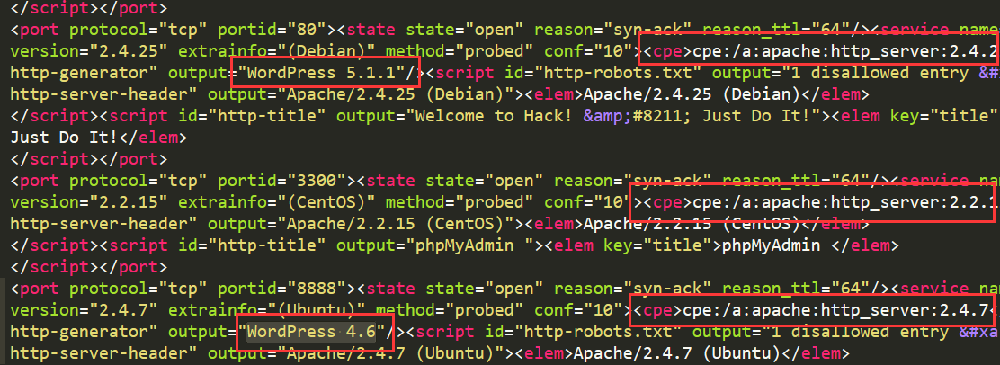 </script></port>
<port protocol="tcp" portid="80"><state state="open" reason="syn-ack" reason_ttl="64"/><service name
version="2.4.25" extrainfo="(Debian)" method="probed" conf="10"><cpe>cpe:/a:apache:http_server:2.4.2
http-generator" output="WordPress 5.1.1"/><script id="http-robots.txt" output="1 disallowed entry &#x
http-server-header" output="Apache/2.4.25 (Debian)"><elem>Apache/2.4.25 (Debian)</elem>
</script><script id="http-title" output="Welcome to Hack! &amp;#8211; Just Do It!"><elem key="title"
Just Do It!</elem>
</script></port>
<port protocol="tcp" portid="3300"><state state="open" reason="syn-ack" reason_ttl="64"/><service na
version="2.2.15" extrainfo="(CentOS)" method="probed" conf="10"><cpe>cpe:/a:apache:http_server:2.2.1
http-server-header" output="Apache/2.2.15 (CentOS)"><elem>Apache/2.2.15 (CentOS)</elem>
</script><script id="http-title" output="phpMyAdmin "><elem key="title">phpMyAdmin </elem>
</script></port>
<port protocol="tcp" portid="8888"><state state="open" reason="syn-ack" reason_ttl="64"/><service na
version="2.4.7" extrainfo="(Ubuntu)" method="probed" conf="10"><cpe>cpe:/a:apache:http_server:2.4.7<
http-generator" output="WordPress 4.6"/><script id="http-robots.txt" output="1 disallowed entry &#xa
http-server-header" output="Apache/2.4.7 (Ubuntu)"><elem>Apache/2.4.7 (Ubuntu)</elem>